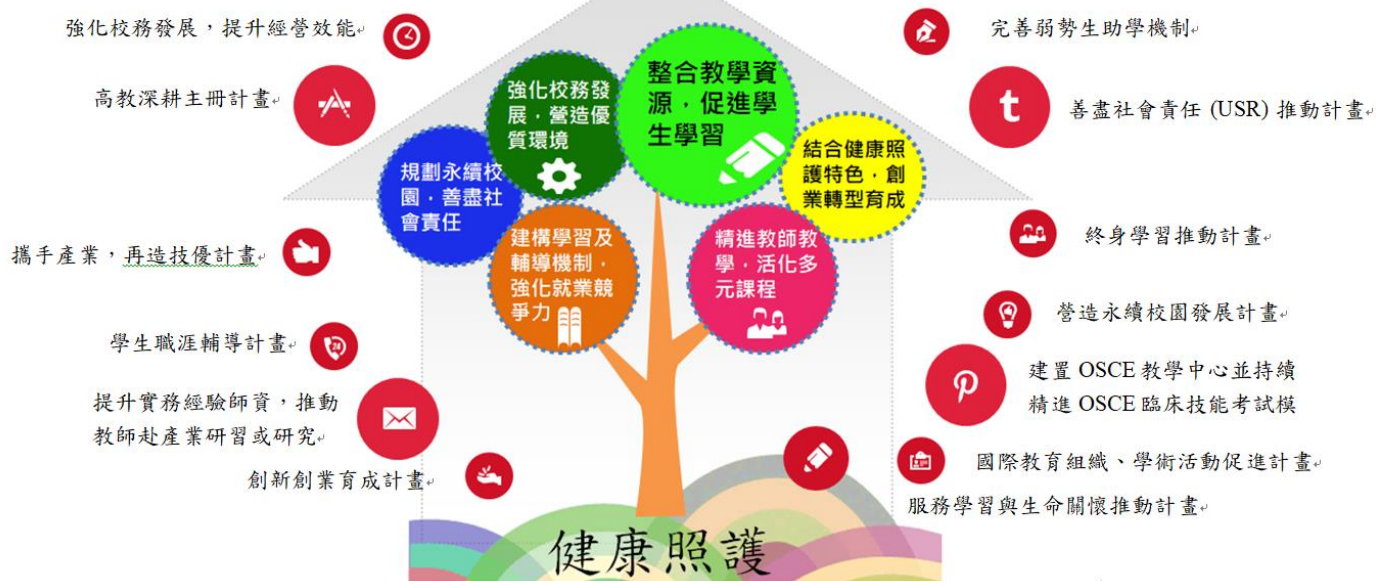 強化校務發展，提升經營效能
高教深耕主冊計畫
攜手產業，再造技優計畫
學生職涯輔導計畫
24
提升實務經驗師資，推動
教師赴產業研習或研究
創新創業育成計畫
規劃永續校
園，善盡社
會責任
強化校務發
展，營造優
質環境
整合教學資
源，促進學
生學習
結合健康照
護特色，創
業轉型育成
建構學習及
輔導機制，
強化就業競
爭力
精進教師教
學，活化多
元課程
健康照護
完善弱勢生助學機制
t
善盡社會責任 (USR) 推動計畫
終身學習推動計畫
營造永續校園發展計畫
建置 OSCE 教學中心並持續
精進 OSCE 臨床技能考試模
國際教育組織、學術活動促進計畫
服務學習與生命關懷推動計畫